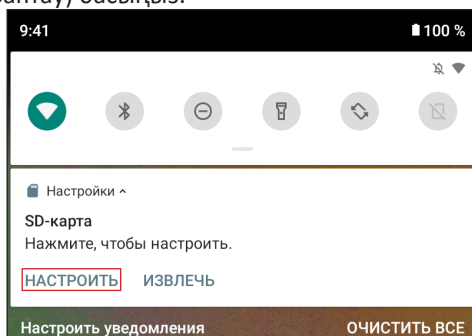 9:41 100 %
Настройки
SD-карта
Нажмите, чтобы настроить.
НАСТРОИТЬ ИЗВЛЕЧЬ
Настроить уведомления ОЧИСТИТЬ ВСЕ